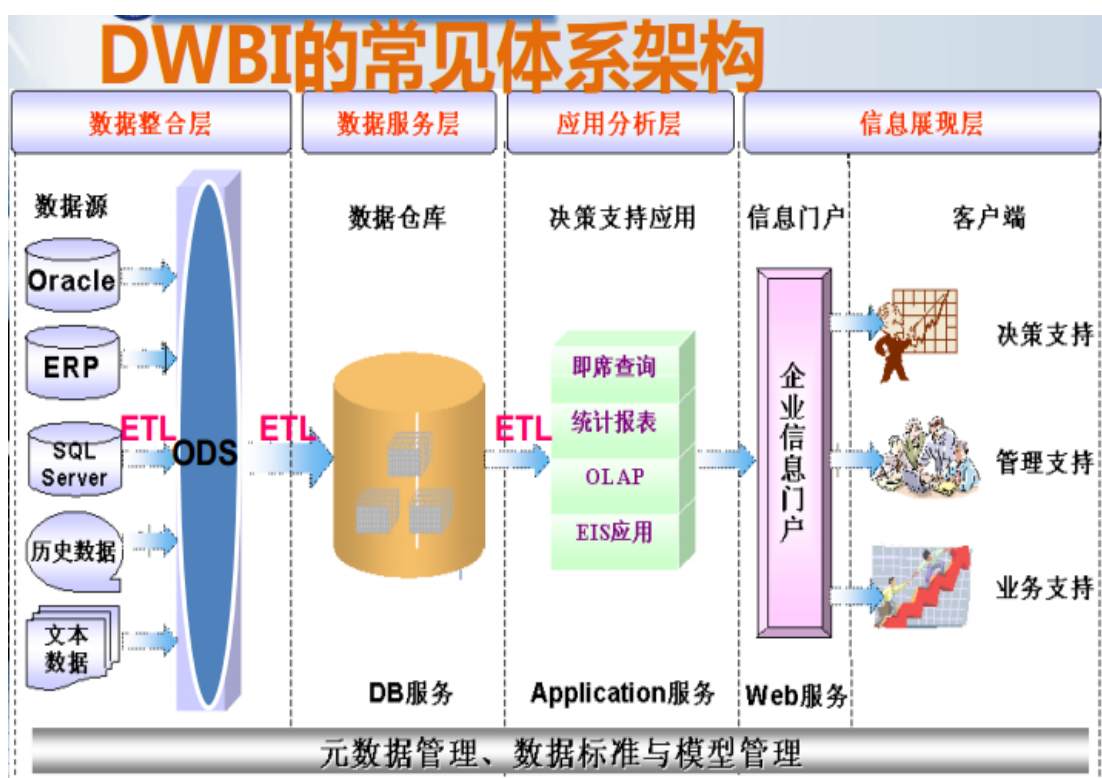 DWBI的常见体系架构
数据整合层
数据服务层
应用分析层
信息展现层
数据源
数据仓库
决策支持应用
信息门户
客户端
Oracle
ERP
SQL
Server
历史数据
文本
数据
ETL
ODS
ETL
ETL
即席查询
统计报表
OLAP
EIS应用
企业信息门户
决策支持
管理支持
业务支持
DB服务
Application服务
Web服务
元数据管理、数据标准与模型管理